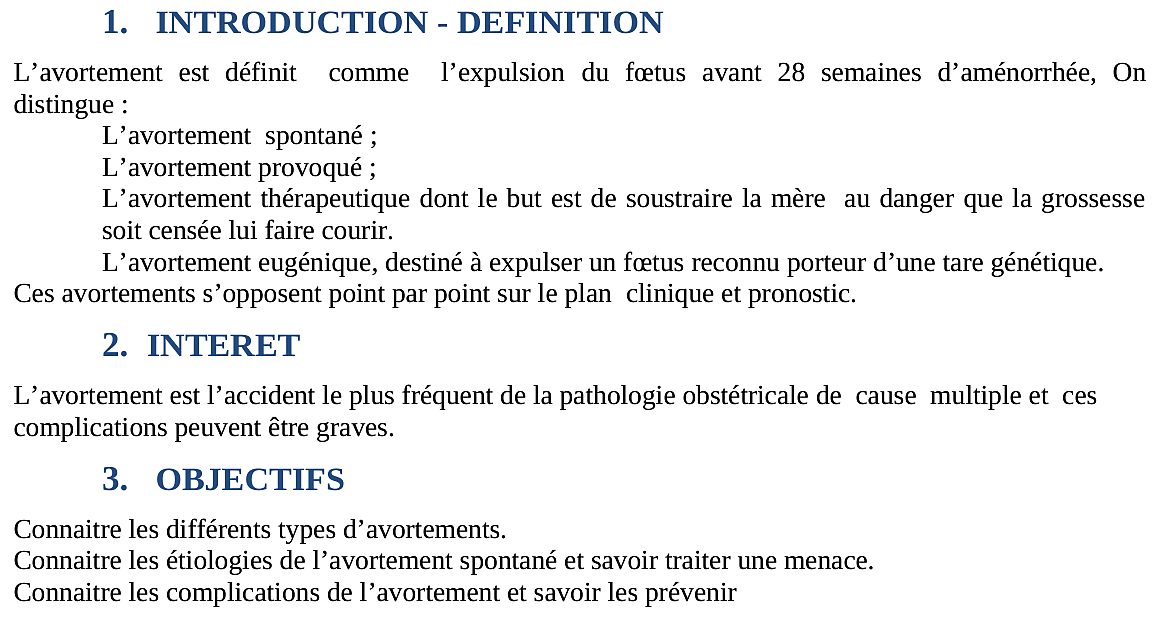 1. INTRODUCTION - DEFINITION
L’avortement est définit comme l’expulsion du fœtus avant 28 semaines d’aménorrhée, On
distingue :
L’avortement spontané ;
L’avortement provoqué ;
L’avortement thérapeutique dont le but est de soustraire la mère au danger que la grossesse
soit censée lui faire courir.
L’avortement eugénique, destiné à expulser un fœtus reconnu porteur d’une tare génétique.
Ces avortements s’opposent point par point sur le plan clinique et pronostic.
2. INTERET
L’avortement est l’accident le plus fréquent de la pathologie obstétricale de cause multiple et ces
complications peuvent être graves.
3. OBJECTIFS
Connaitre les différents types d’avortements.
Connaitre les étiologies de l’avortement spontané et savoir traiter une menace.
Connaitre les complications de l’avortement et savoir les prévenir